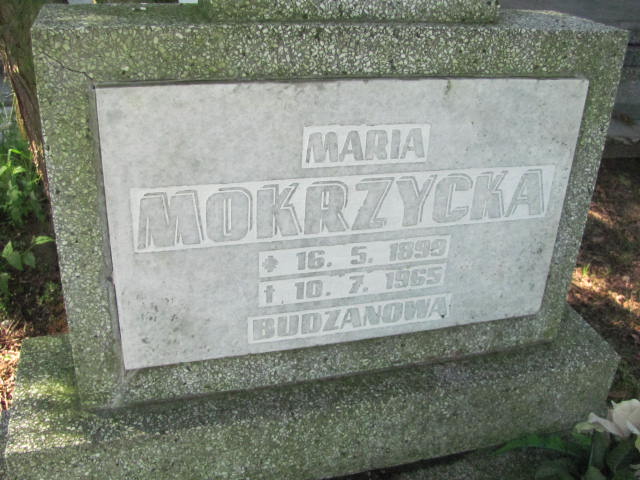 MARIA
MOKRZYCKA
* 16. 5. 1899
† 10. 7. 1965
BUDZANOWA